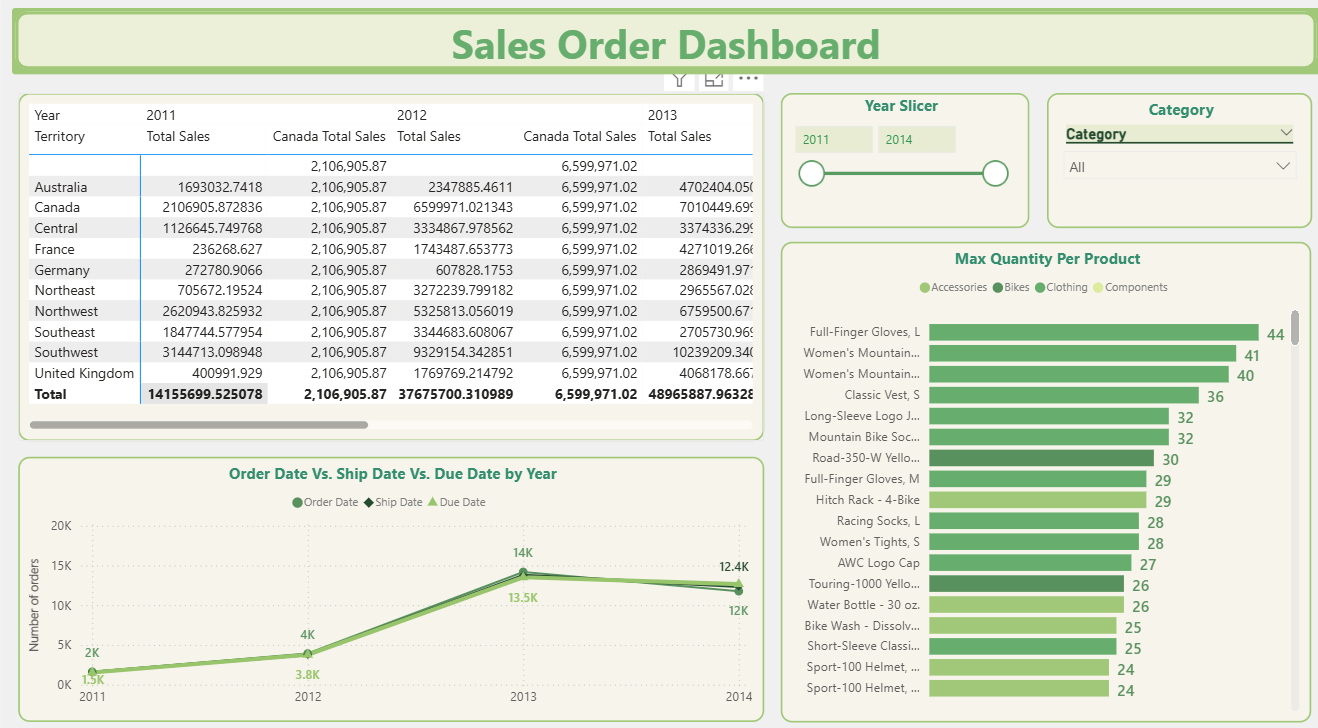 Sales Order Dashboard
Year 2011 2012 2013
Territory Total Sales Canada Total Sales Total Sales Canada Total Sales Total Sales
2,106,905.87 6,599,971.02
Australia 1693032.7418 2,106,905.87 2347885.4611 6,599,971.02 4702404.050
Canada 2106905.872836 2,106,905.87 6599971.021343 6,599,971.02 7010449.699
Central 1126645.749768 2,106,905.87 3334867.978562 6,599,971.02 3374336.299
France 236268.627 2,106,905.87 1743487.653773 6,599,971.02 4271019.266
Germany 272780.9066 2,106,905.87 607828.1753 6,599,971.02 2869491.971
Northeast 705672.19524 2,106,905.87 3272239.799182 6,599,971.02 2965567.028
Northwest 2620943.825932 2,106,905.87 5325813.056019 6,599,971.02 6759500.671
Southeast 1847744.577954 2,106,905.87 3344683.608067 6,599,971.02 2705730.969
Southwest 3144713.098948 2,106,905.87 9329154.342851 6,599,971.02 10239209.340
United Kingdom 400991.929 2,106,905.87 1769769.214792 6,599,971.02 4068178.667
Total 14155699.525078 2,106,905.87 37675700.310989 6,599,971.02 48965887.96328
Year Slicer
2011 2014
Category
Category
All
Order Date Vs. Ship Date Vs. Due Date by Year
Order Date Ship Date Due Date
Number of orders
20K
15K
10K
5K
0K
2K
1.5K
4K
3.8K
14K
13.5K
12.4K
12K
2011 2012 2013 2014
Max Quantity Per Product
Accessories Bikes Clothing Components
Full-Finger Gloves, L 44
Women's Mountain... 41
Women's Mountain... 40
Classic Vest, S 36
Long-Sleeve Logo J... 32
Mountain Bike Soc... 32
Road-350-W Yello... 30
Full-Finger Gloves, M 29
Hitch Rack - 4-Bike 29
Racing Socks, L 28
Women's Tights, S 28
AWC Logo Cap 27
Touring-1000 Yello... 26
Water Bottle - 30 oz. 26
Bike Wash - Dissolv... 25
Short-Sleeve Classi... 25
Sport-100 Helmet, ... 24
Sport-100 Helmet, ... 24